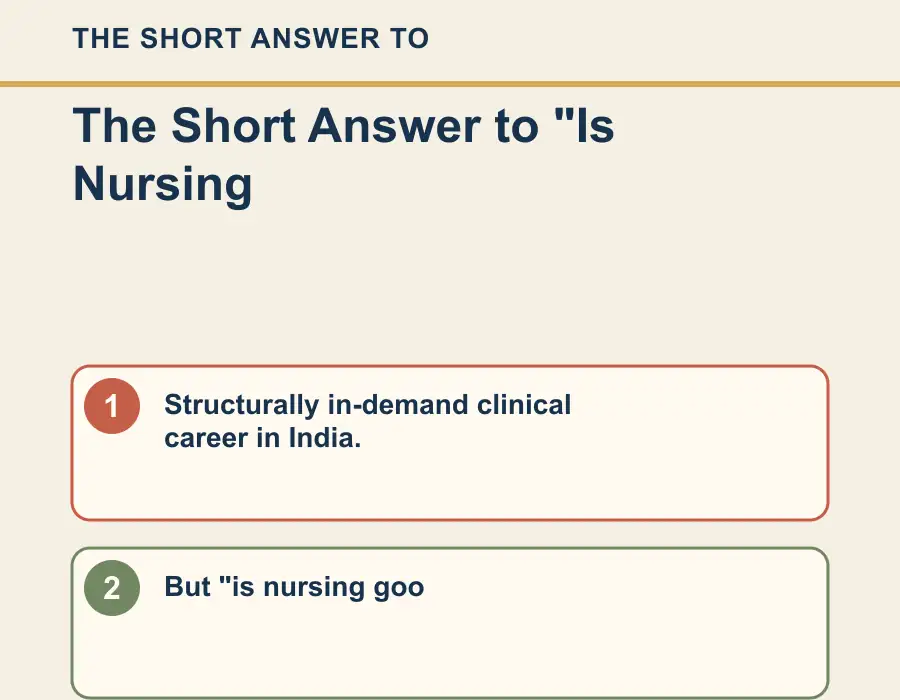 THE SHORT ANSWER TO
The Short Answer to "Is
Nursing
1
Structurally in-demand clinical
career in India.
2
But "is nursing goo